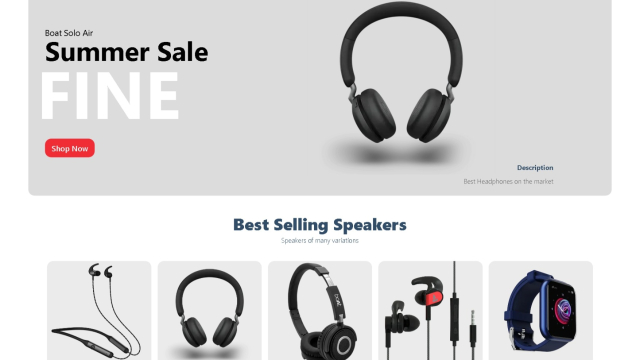 Boat Solo Air
Summer Sale
FINE
Shop Now
Description
Best Headphones on the market
Best Selling Speakers
Speakers of many variations